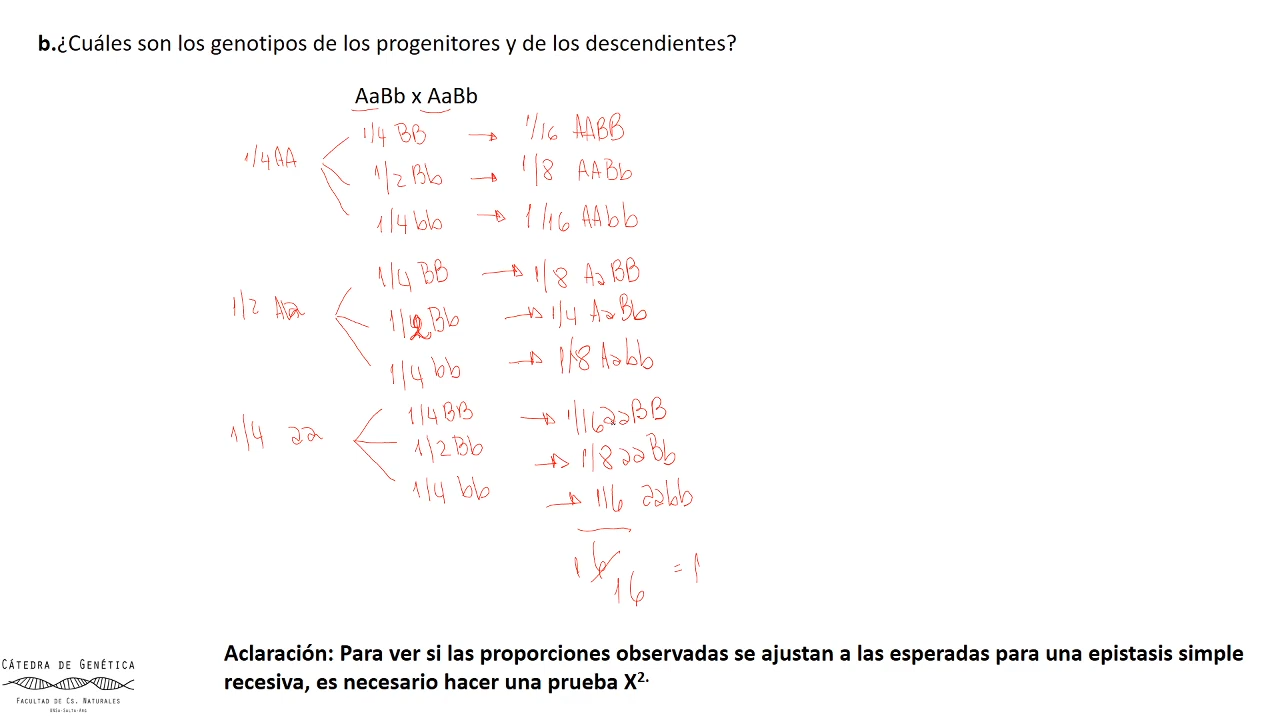 b.¿Cuáles son los genotipos de los progenitores y de los descendientes?
AaBb x AaBb
1/4 BB → 1/16 AABB
1/4 AA
1/2 Bb → 1/8 AABb
1/4 bb → 1/16 AAbb
1/4 BB → 1/8 AaBB
1/2 Aa
1/2 Bb → 1/4 AaBb
1/4 bb → 1/8 Aabb
1/4 BB → 1/16 aaBB
1/4 aa
1/2 Bb → 1/8 aaBb
1/4 bb → 1/16 aabb
16/16 = 1
Aclaración: Para ver si las proporciones observadas se ajustan a las esperadas para una epistasis simple
recesiva, es necesario hacer una prueba X2.
CÁTEDRA DE GENÉTICA
FACULTAD DE CS. NATURALES